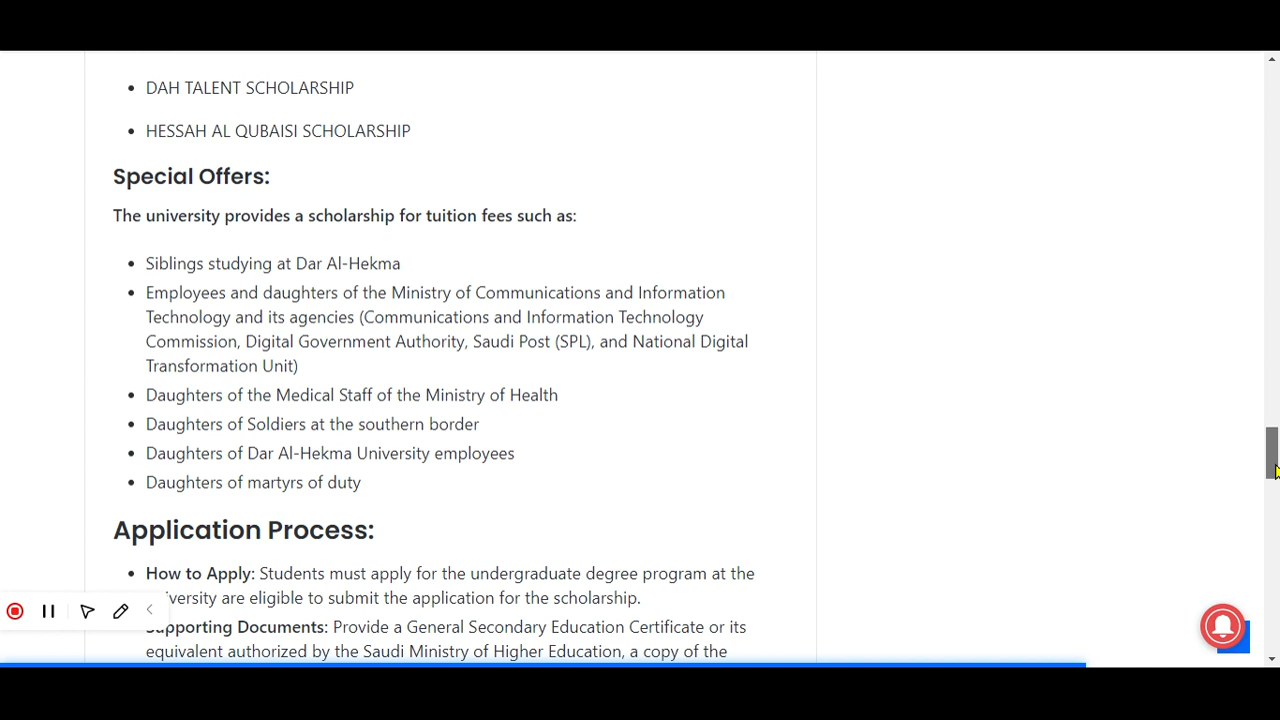 DAH TALENT SCHOLARSHIP
HESSAH AL QUBAISI SCHOLARSHIP
Special Offers:
The university provides a scholarship for tuition fees such as:
Siblings studying at Dar Al-Hekma
Employees and daughters of the Ministry of Communications and Information
Technology and its agencies (Communications and Information Technology
Commission, Digital Government Authority, Saudi Post (SPL), and National Digital
Transformation Unit)
Daughters of the Medical Staff of the Ministry of Health
Daughters of Soldiers at the southern border
Daughters of Dar Al-Hekma University employees
Daughters of martyrs of duty
Application Process:
How to Apply: Students must apply for the undergraduate degree program at the
iversity are eligible to submit the application for the scholarship.
Supporting Documents: Provide a General Secondary Education Certificate or its
equivalent authorized by the Saudi Ministry of Higher Education, a copy of the